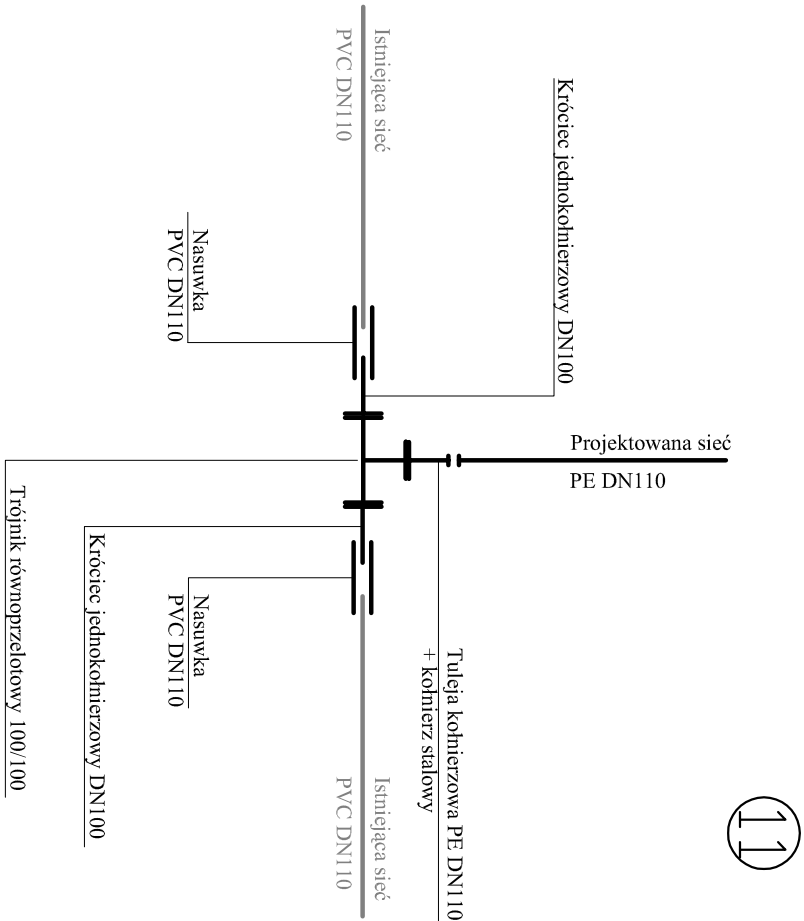 Istniejąca sieć
PVC DN110
Króciec jednokołnierzowy DN100
Nasuwka
PVC DN110
Projektowana sieć
PE DN110
Trójnik równoprzelotowy 100/100
Króciec jednokołnierzowy DN100
Nasuwka
PVC DN110
Tuleja kołnierzowa PE DN110
+ kołnierz stalowy
Istniejąca sieć
PVC DN110
11